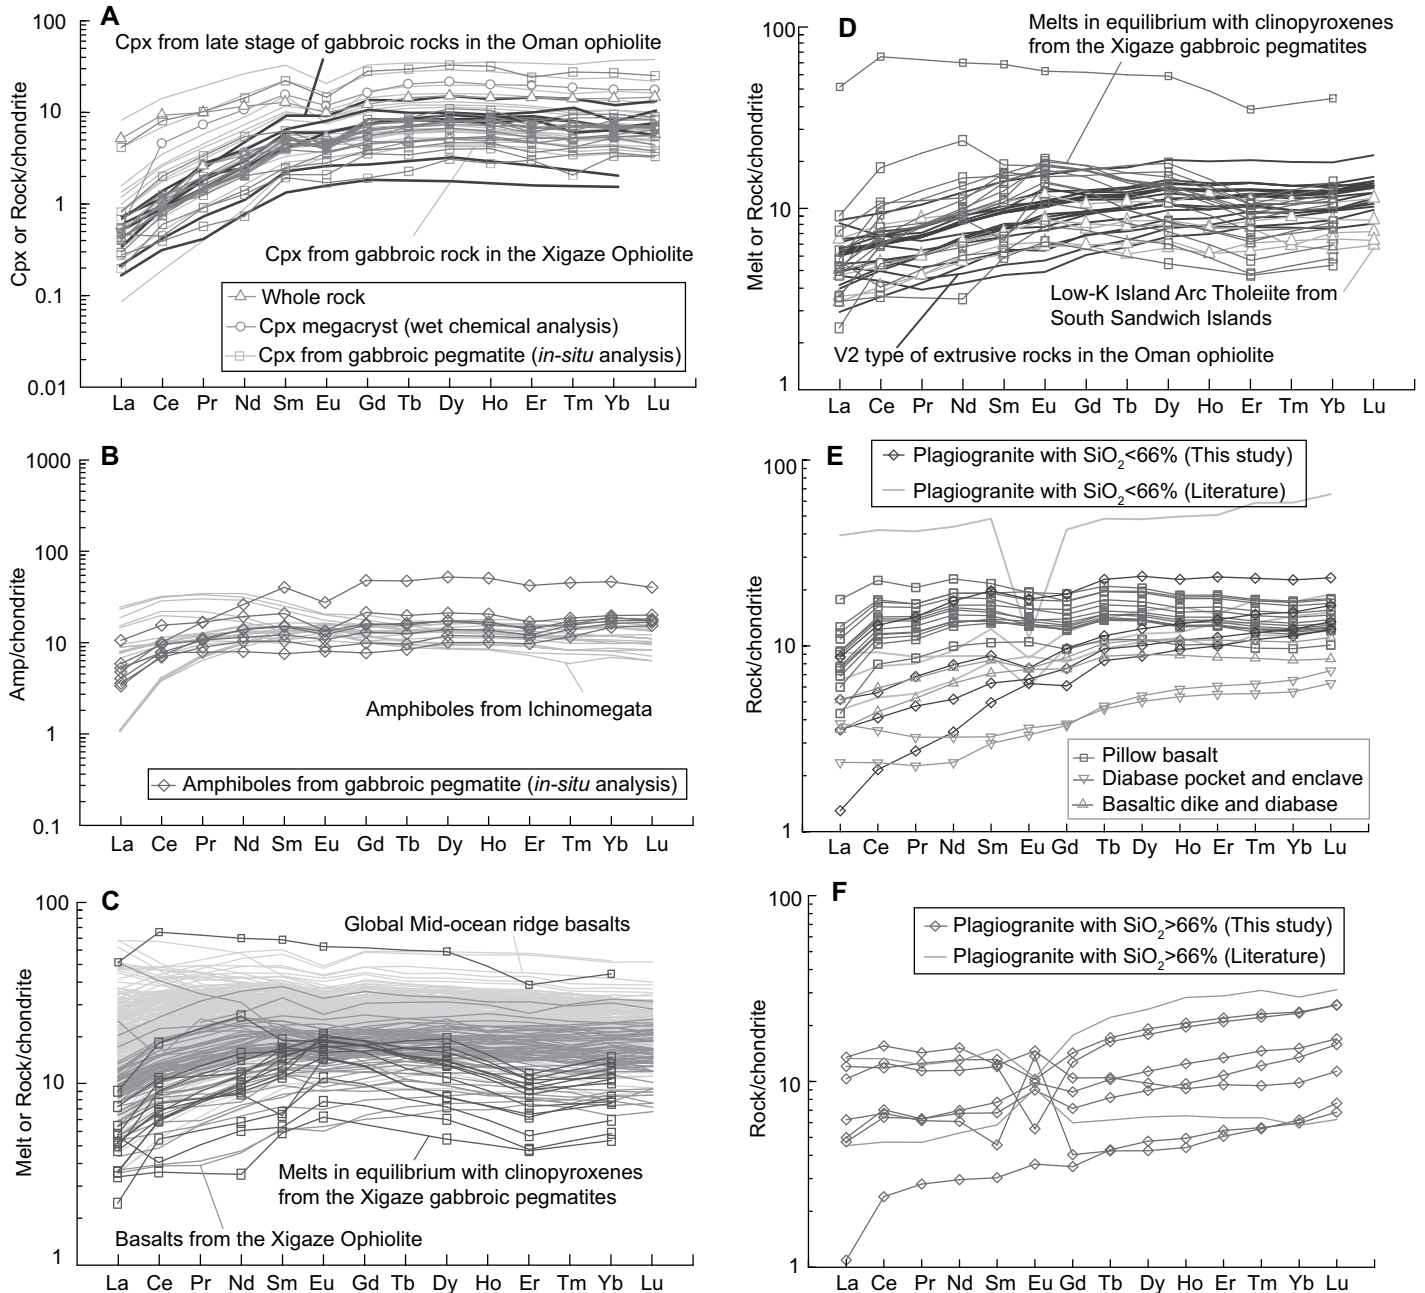 A
Cpx or Rock/chondrite
100
10
1
0.1
0.01
Cpx from late stage of gabbroic rocks in the Oman ophiolite
Cpx from gabbroic rock in the Xigaze Ophiolite
Whole rock
Cpx megacryst (wet chemical analysis)
Cpx from gabbroic pegmatite (in-situ analysis)
La Ce Pr Nd Sm Eu Gd Tb Dy Ho Er Tm Yb Lu
B
Amp/chondrite
1000
100
10
1
0.1
Amphiboles from Ichinomegata
Amphiboles from gabbroic pegmatite (in-situ analysis)
La Ce Pr Nd Sm Eu Gd Tb Dy Ho Er Tm Yb Lu
C
Melt or Rock/chondrite
100
10
1
Global Mid-ocean ridge basalts
Melts in equilibrium with clinopyroxenes
from the Xigaze gabbroic pegmatites
Basalts from the Xigaze Ophiolite
La Ce Pr Nd Sm Eu Gd Tb Dy Ho Er Tm Yb Lu
D
Melt or Rock/chondrite
100
10
1
Melts in equilibrium with clinopyroxenes
from the Xigaze gabbroic pegmatites
Low-K Island Arc Tholeiite from
South Sandwich Islands
V2 type of extrusive rocks in the Oman ophiolite
La Ce Pr Nd Sm Eu Gd Tb Dy Ho Er Tm Yb Lu
E
Rock/chondrite
100
10
1
Plagiogranite with SiO2<66% (This study)
Plagiogranite with SiO2<66% (Literature)
Pillow basalt
Diabase pocket and enclave
Basaltic dike and diabase
La Ce Pr Nd Sm Eu Gd Tb Dy Ho Er Tm Yb Lu
F
Rock/chondrite
100
10
1
Plagiogranite with SiO2>66% (This study)
Plagiogranite with SiO2>66% (Literature)
La Ce Pr Nd Sm Eu Gd Tb Dy Ho Er Tm Yb Lu